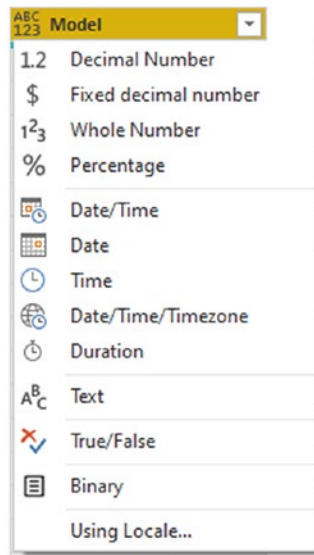 ABC
123 Model
1.2 Decimal Number
$ Fixed decimal number
1²3 Whole Number
% Percentage
Date/Time
Date
Time
Date/Time/Timezone
Duration
ABC Text
True/False
Binary
Using Locale...